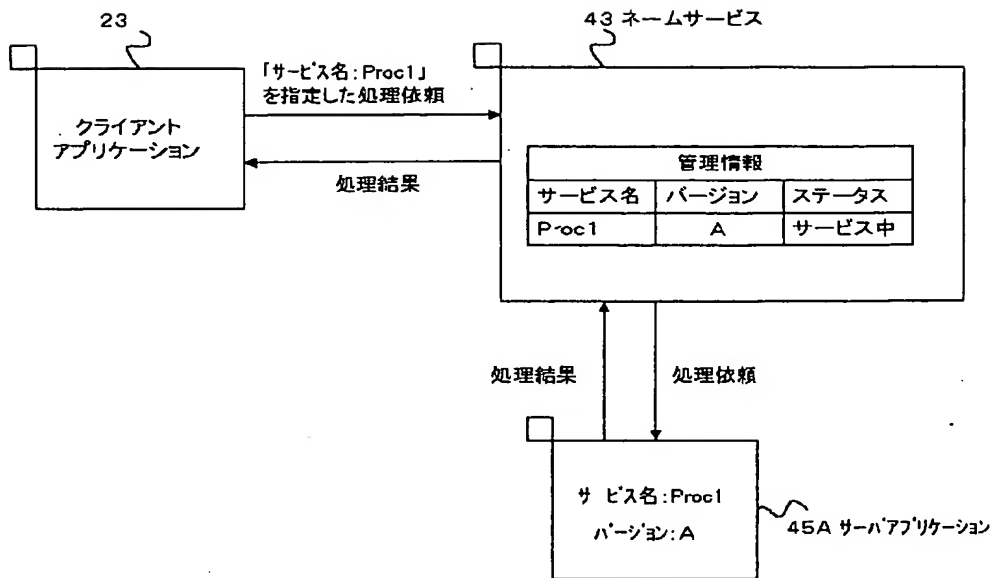 23
43 ネームサービス
「サービス名:Proc1」
を指定した処理依頼
クライアント
アプリケーション
処理結果
管理情報
サービス名 バージョン ステータス
Proc1 A サービス中
処理結果
処理依頼
サービス名:Proc1
バージョン:A
45A サーバアプリケーション